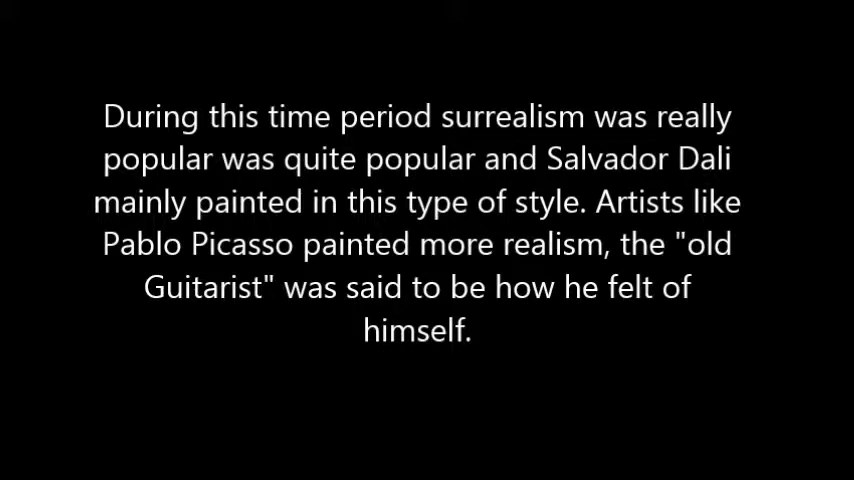 During this time period surrealism was really
popular was quite popular and Salvador Dali
mainly painted in this type of style. Artists like
Pablo Picasso painted more realism, the "old
Guitarist" was said to be how he felt of
himself.